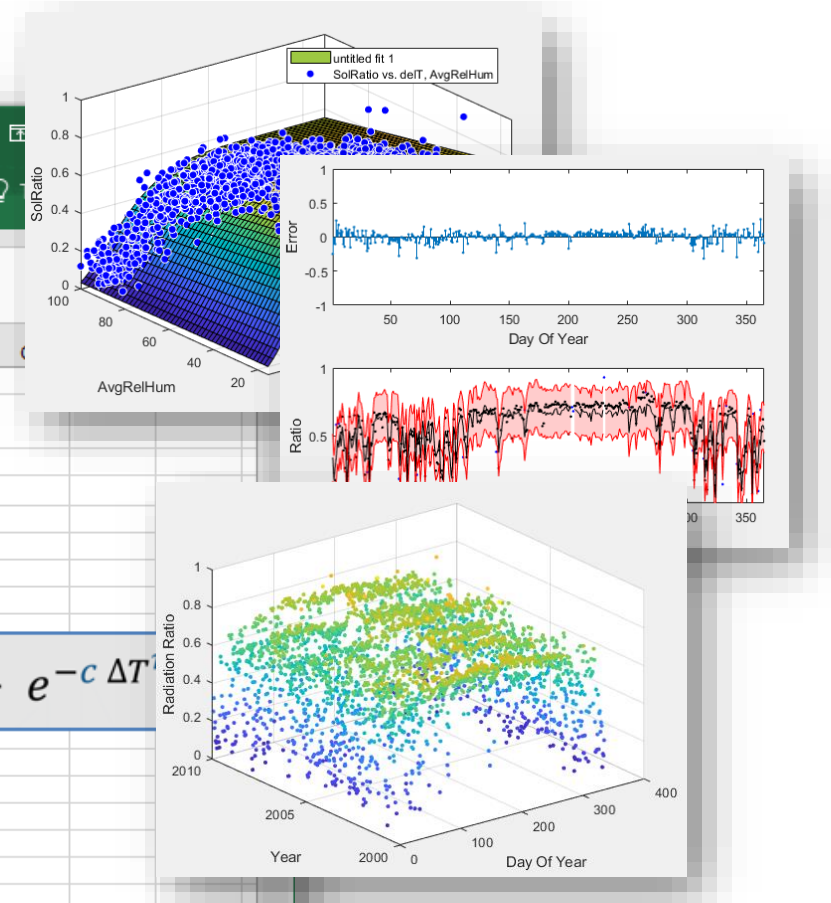 untitled fit 1
SolRatio vs. delT, AvgRelHum
1
0.8
0.6
0.4
0.2
0
SolRatio
100
80
60
40
20
AvgRelHum
1
0.5
0
-0.5
-1
Error
50 100 150 200 250 300 350
Day Of Year
1
0.5
Ratio
350
e^{-c ΔT}
1
0.8
0.6
0.4
0.2
0
Radiation Ratio
2010
2005
2000
Year
0
100
200
300
400
Day Of Year